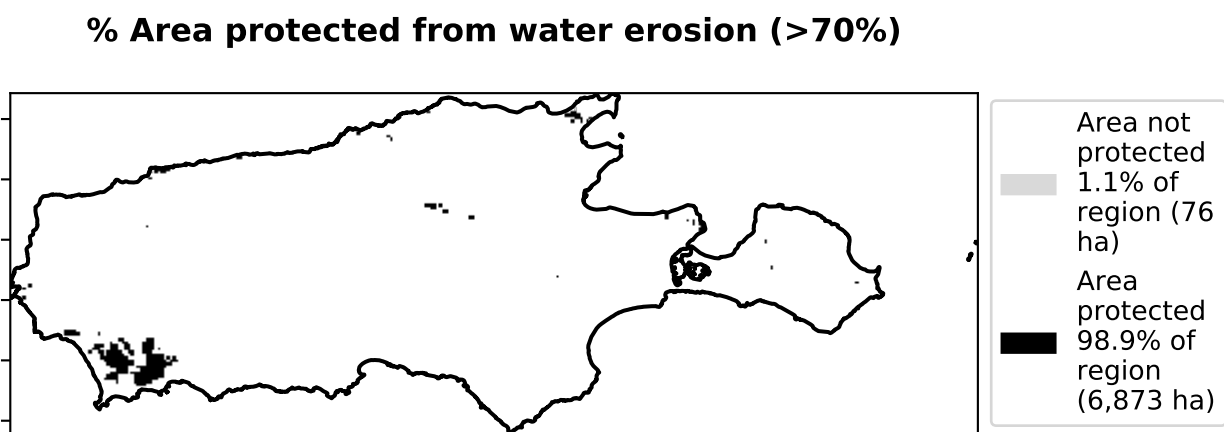 % Area protected from water erosion (>70%)
Area not
protected
1.1% of
region (76
ha)
Area
protected
98.9% of
region
(6,873 ha)